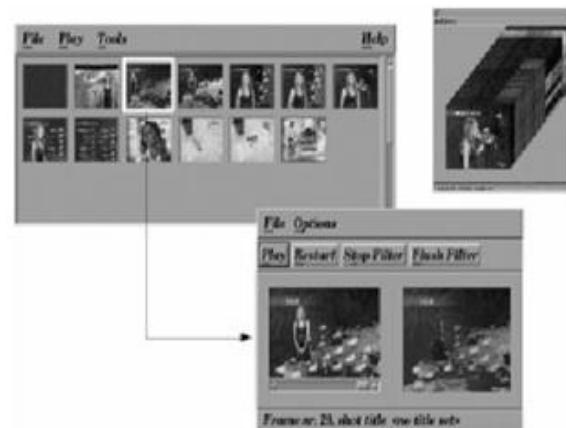 File Play Tools Help
File Options
Play Restart Stop Filter Flush Filter
Frame nr: 29, shot title <no title set>